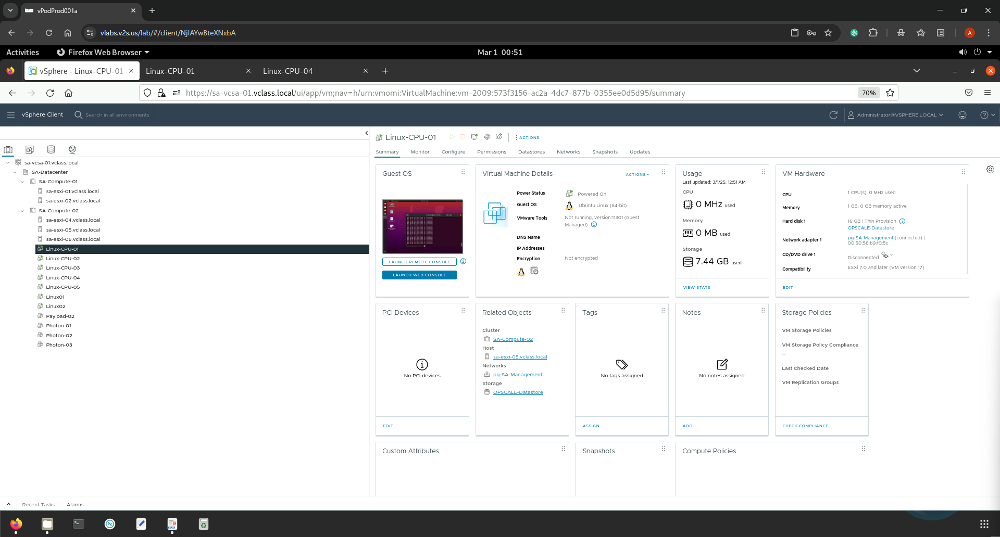 vPodProd001a
vlabs.v2s.us/lab/#/client/NjlAYwBteXNxbA
A
Activities
Firefox Web Browser
Mar 1 00:51
vSphere - Linux-CPU-01 -
Linux-CPU-01
Linux-CPU-04
https://sa-vcsa-01.vclass.local/ui/app/vm;nav=h/urn:vmomi:VirtualMachine:vm-2009:573f3156-ac2a-4dc7-877b-0355ee0d5d95/summary
70%
vSphere Client
Search in all environments
Administrator@VSPHERE.LOCAL
sa-vcsa-01.vclass.local
SA-Datacenter
SA-Compute-01
sa-esxi-01.vclass.local
sa-esxi-02.vclass.local
SA-Compute-02
sa-esxi-04.vclass.local
sa-esxi-05.vclass.local
sa-esxi-06.vclass.local
Linux-CPU-01
Linux-CPU-02
Linux-CPU-03
Linux-CPU-04
Linux-CPU-05
Linux01
Linux02
Payload-02
Photon-01
Photon-02
Photon-03
Linux-CPU-01
ACTIONS
Summary
Monitor
Configure
Permissions
Datastores
Networks
Snapshots
Updates
Guest OS
LAUNCH REMOTE CONSOLE
LAUNCH WEB CONSOLE
Virtual Machine Details
ACTIONS
Power Status
Powered On
Guest OS
Ubuntu Linux (64-bit)
VMware Tools
Not running, version:11301 (Guest
Managed)
DNS Name
IP Addresses
Encryption
Not encrypted
Usage
Last updated: 3/1/25, 12:51 AM
CPU
0 MHz used
Memory
0 MB used
Storage
7.44 GB used
VIEW STATS
VM Hardware
CPU
1 CPU(s), 0 MHz used
Memory
1 GB, 0 GB memory active
Hard disk 1
16 GB | Thin Provision
OPSCALE-Datastore
Network adapter 1
pg-SA-Management (connected) |
00:50:56:b9:f0:5c
CD/DVD drive 1
Disconnected
Compatibility
ESXi 7.0 and later (VM version 17)
EDIT
PCI Devices
No PCI devices
EDIT
Related Objects
Cluster
SA-Compute-02
Host
sa-esxi-05.vclass.local
Networks
pg-SA-Management
Storage
OPSCALE-Datastore
Tags
No tags assigned
ASSIGN
Notes
No notes assigned
ADD
Storage Policies
VM Storage Policies
VM Storage Policy Compliance
--
Last Checked Date
VM Replication Groups
CHECK COMPLIANCE
Custom Attributes
Snapshots
Compute Policies
Recent Tasks
Alarms